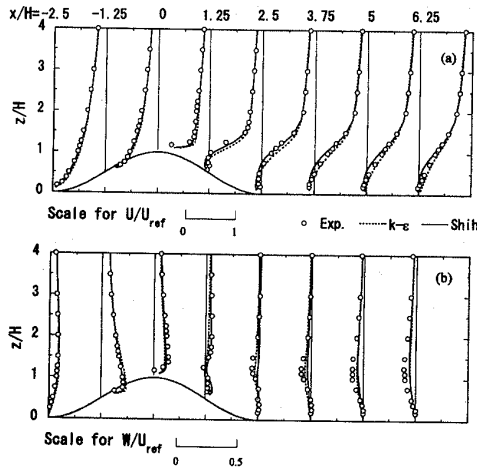 x/H=-2.5 -1.25 0 1.25 2.5 3.75 5 6.25
4
(a)
3
z/H
2
1
0
Scale for U/Uref
0 1
Exp. k-ε Shih
4
(b)
3
z/H
2
1
0
Scale for W/Uref
0 0.5